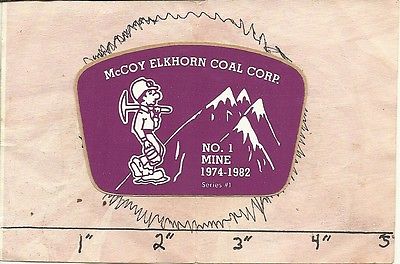 McCOY ELKHORN COAL CORP.
NO. 1
MINE
1974-1982
Series #1
1" 2" 3" 4" 5